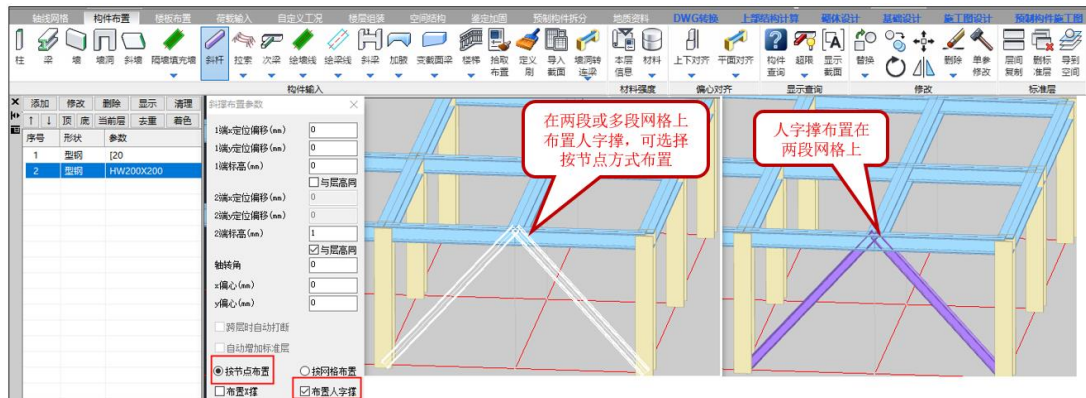 轴线网格 构件布置 楼板布置 荷载输入 自定义工况 楼层组装 空间结构 鉴定加固 预制构件拆分 地质资料 DWG转换 上部结构计算 砌体设计 基础设计 施工图设计 预制构件施工图
柱 梁 墙 墙洞 斜墙 隔墙填充墙 斜杆 拉索 次梁 绘墙线 绘梁线 斜梁 加腋 变截面梁 楼梯 拾取布置 定义刷 导入截面 墙洞转连梁 本层信息 材料 上下对齐 平面对齐 构件查询 超限 显示截面 替换 删除 单参修改 层间复制 删标准层 导到空间
构件输入 材料强度 偏心对齐 显示查询 修改 标准层
添加 修改 删除 显示 清理
↑ ↓ 顶 底 当前层 去重 着色
序号 形状 参数
1 型钢 [20
2 型钢 HW200X200
斜撑布置参数
1端x定位偏移(mm) 0
1端y定位偏移(mm) 0
1端标高(mm) 0
与层高同
2端x定位偏移(mm) 0
2端y定位偏移(mm) 0
2端标高(mm) 1
与层高同
轴转角 0
x偏心(mm) 0
y偏心(mm) 0
跨层时自动打断
自动增加标准层
按节点布置 按网格布置
布置X撑 布置人字撑
在两段或多段网格上
布置人字撑，可选择
按节点方式布置
人字撑布置在
两段网格上